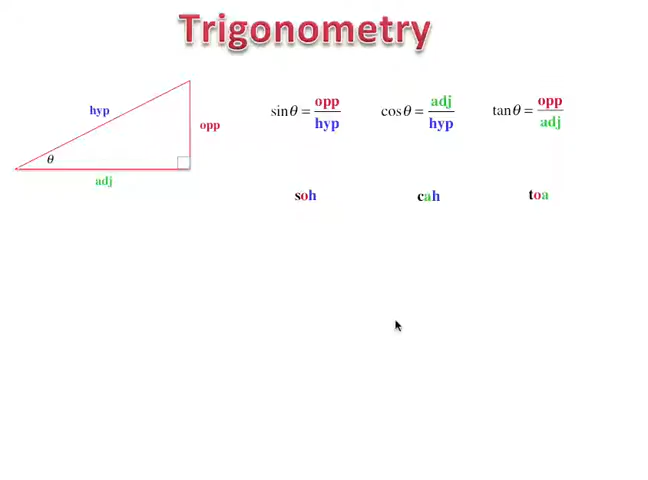 Trigonometry
hyp
opp
θ
adj
sinθ = opp/hyp
cosθ = adj/hyp
tanθ = opp/adj
soh
cah
toa